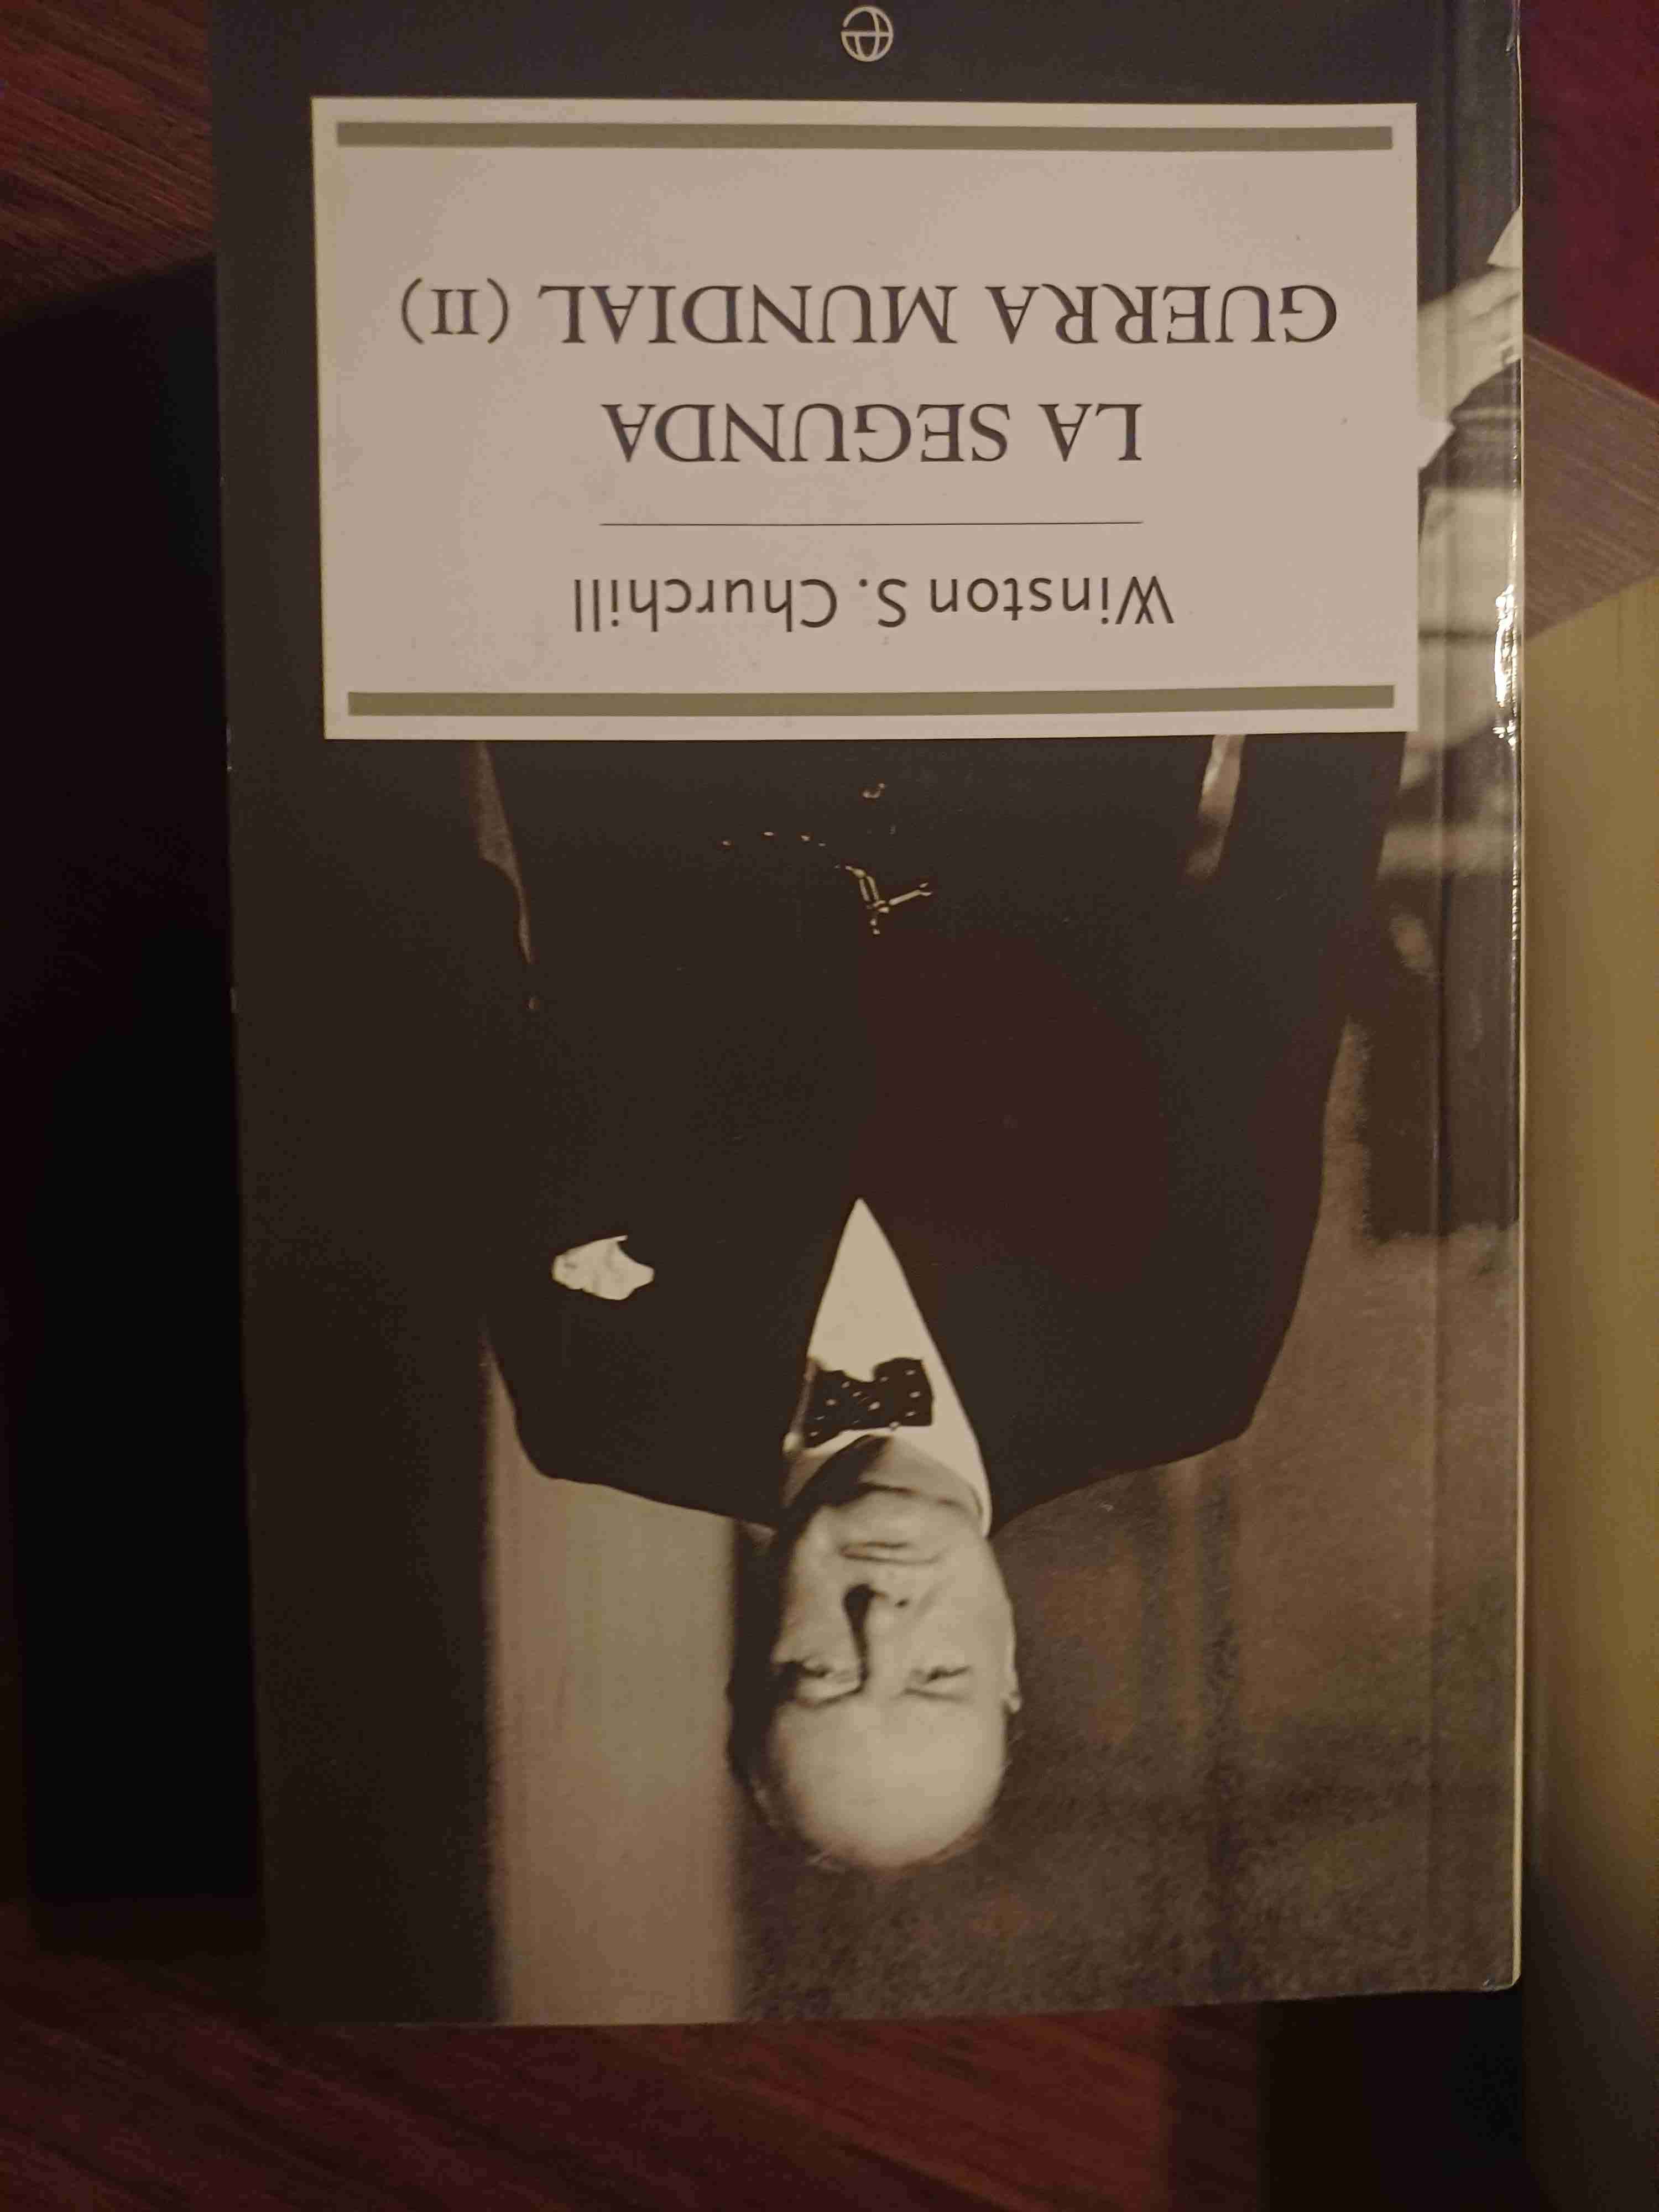 Winston S. Churchill
LA SEGUNDA
GUERRA MUNDIAL (II)